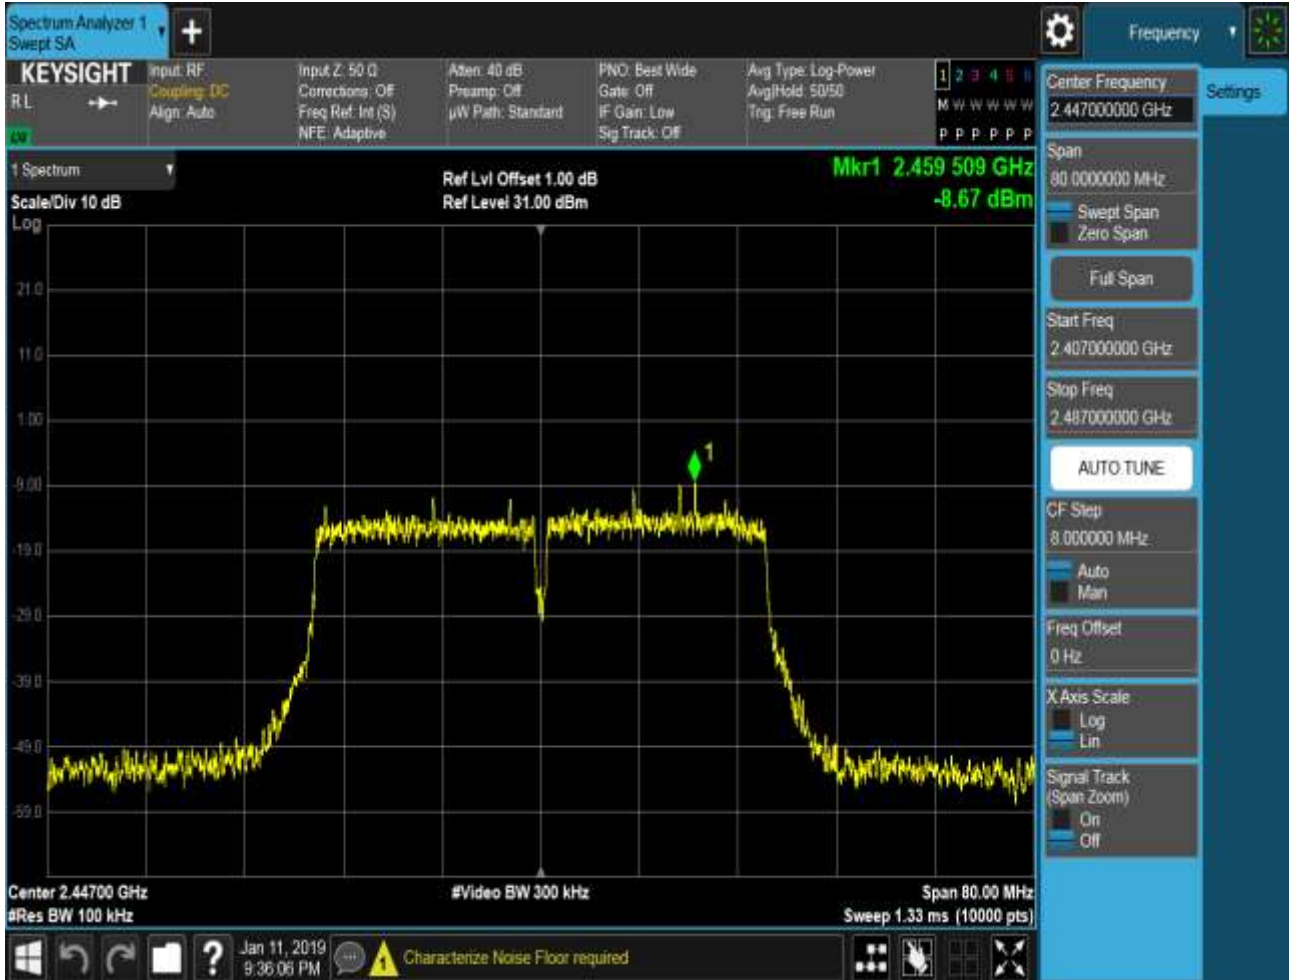 Spectrum Analyzer 1
Swept SA
+
Frequency
KEYSIGHT
RL
LXI
Input: RF
Coupling: DC
Align: Auto
Input Z: 50 Ω
Corrections: Off
Freq Ref: Int (S)
NFE: Adaptive
Atten: 40 dB
Preamp: Off
µW Path: Standard
PNO: Best Wide
Gate: Off
IF Gain: Low
Sig Track: Off
Avg Type: Log-Power
Avg|Hold: 50/50
Trig: Free Run
1 2 3 4 5 6
M W W W W W
P P P P P P
1 Spectrum
Scale/Div 10 dB
Log
Ref Lvl Offset 1.00 dB
Ref Level 31.00 dBm
Mkr1 2.459 509 GHz
-8.67 dBm
21.0
11.0
1.00
-9.00
-19.0
-29.0
-39.0
-49.0
-59.0
1
Center 2.44700 GHz
#Res BW 100 kHz
#Video BW 300 kHz
Span 80.00 MHz
Sweep 1.33 ms (10000 pts)
Center Frequency
2.447000000 GHz
Settings
Span
80.0000000 MHz
Swept Span
Zero Span
Full Span
Start Freq
2.407000000 GHz
Stop Freq
2.487000000 GHz
AUTO TUNE
CF Step
8.000000 MHz
Auto
Man
Freq Offset
0 Hz
X Axis Scale
Log
Lin
Signal Track
(Span Zoom)
On
Off
?
Jan 11, 2019
9:36:06 PM
1
Characterize Noise Floor required